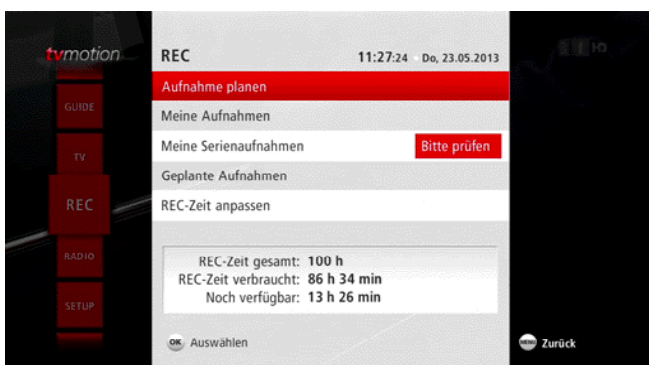 tvmotion
REC 11:27:24 Do, 23.05.2013
HD
Aufnahme planen
GUIDE
Meine Aufnahmen
Meine Serienaufnahmen Bitte prüfen
TV
Geplante Aufnahmen
REC
REC-Zeit anpassen
RADIO
REC-Zeit gesamt: 100 h
REC-Zeit verbraucht: 86 h 34 min
Noch verfügbar: 13 h 26 min
SETUP
OK Auswählen
MENU Zurück